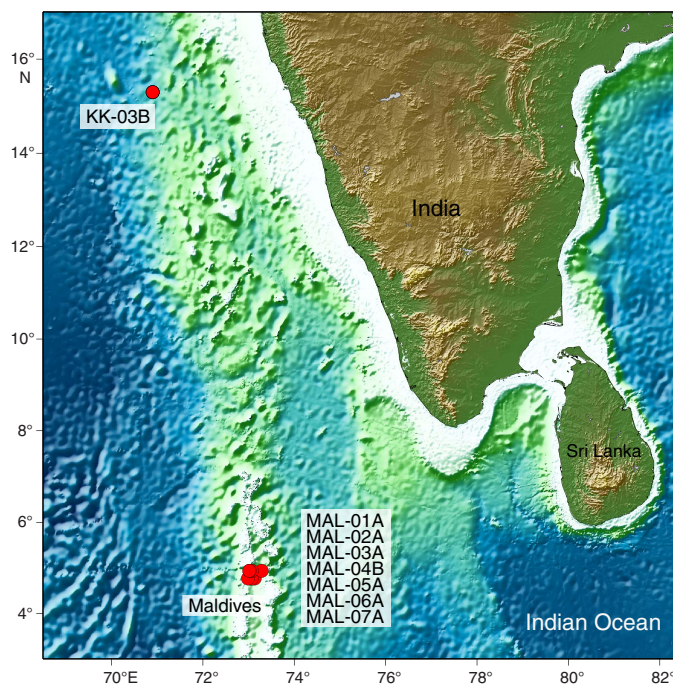 16°
N
KK-03B
14°
India
12°
10°
8°
Sri Lanka
6°
MAL-01A
MAL-02A
MAL-03A
MAL-04B
MAL-05A
MAL-06A
MAL-07A
Maldives
4°
Indian Ocean
70°E
72°
74°
76°
78°
80°
82°